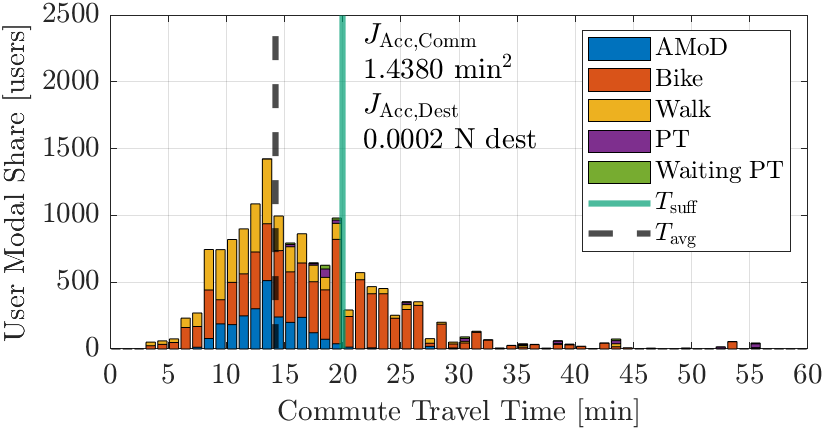 2500
2000
1500
1000
500
0
User Modal Share [users]
J_Acc,Comm
1.4380 min²
J_Acc,Dest
0.0002 N dest
AMoD
Bike
Walk
PT
Waiting PT
T_suff
T_avg
0 5 10 15 20 25 30 35 40 45 50 55 60
Commute Travel Time [min]